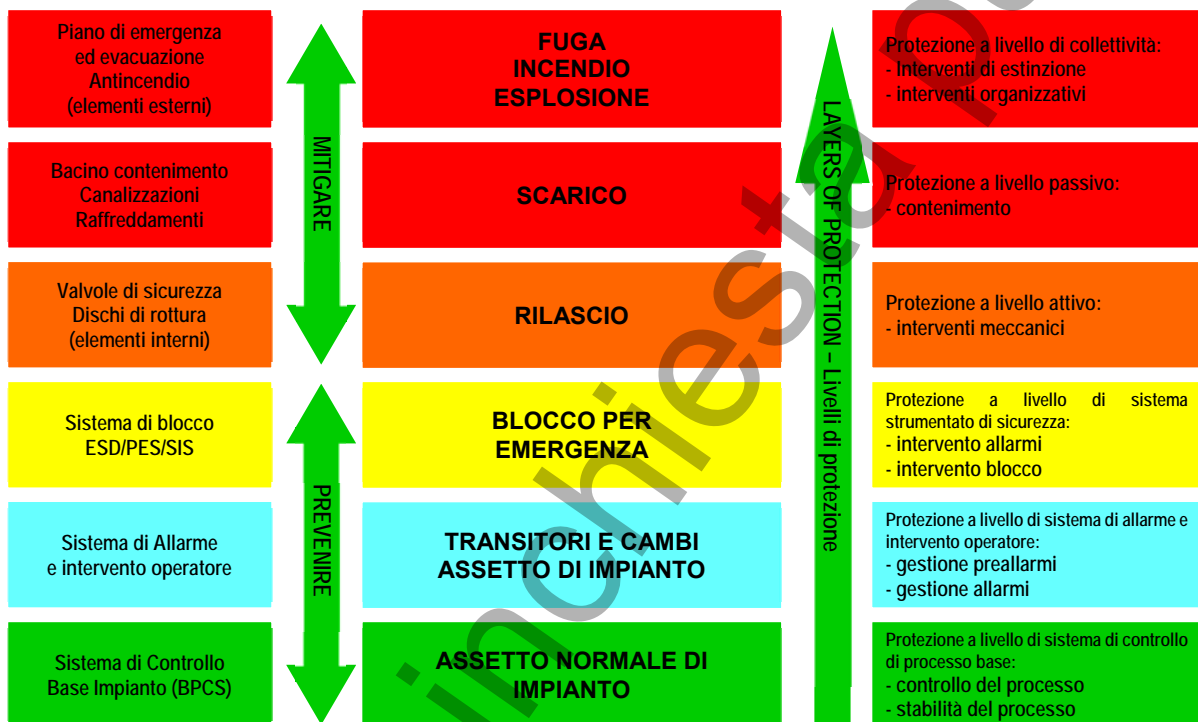 Piano di emergenza
ed evacuazione
Antincendio
(elementi esterni)
FUGA
INCENDIO
ESPLOSIONE
Protezione a livello di collettività:
- interventi di estinzione
- interventi organizzativi
MITIGARE
LAYERS OF PROTECTION – Livelli di protezione
Bacino contenimento
Canalizzazioni
Raffreddamenti
SCARICO
Protezione a livello passivo:
- contenimento
Valvole di sicurezza
Dischi di rottura
(elementi interni)
RILASCIO
Protezione a livello attivo:
- interventi meccanici
Sistema di blocco
ESD/PES/SIS
BLOCCO PER
EMERGENZA
Protezione a livello di sistema
strumentato di sicurezza:
- intervento allarmi
- intervento blocco
PREVENIRE
Sistema di Allarme
e intervento operatore
TRANSITORI E CAMBI
ASSETTO DI IMPIANTO
Protezione a livello di sistema di allarme e
intervento operatore:
- gestione preallarmi
- gestione allarmi
Sistema di Controllo
Base Impianto (BPCS)
ASSETTO NORMALE DI
IMPIANTO
Protezione a livello di sistema di controllo
di processo base:
- controllo del processo
- stabilità del processo
inchiesta